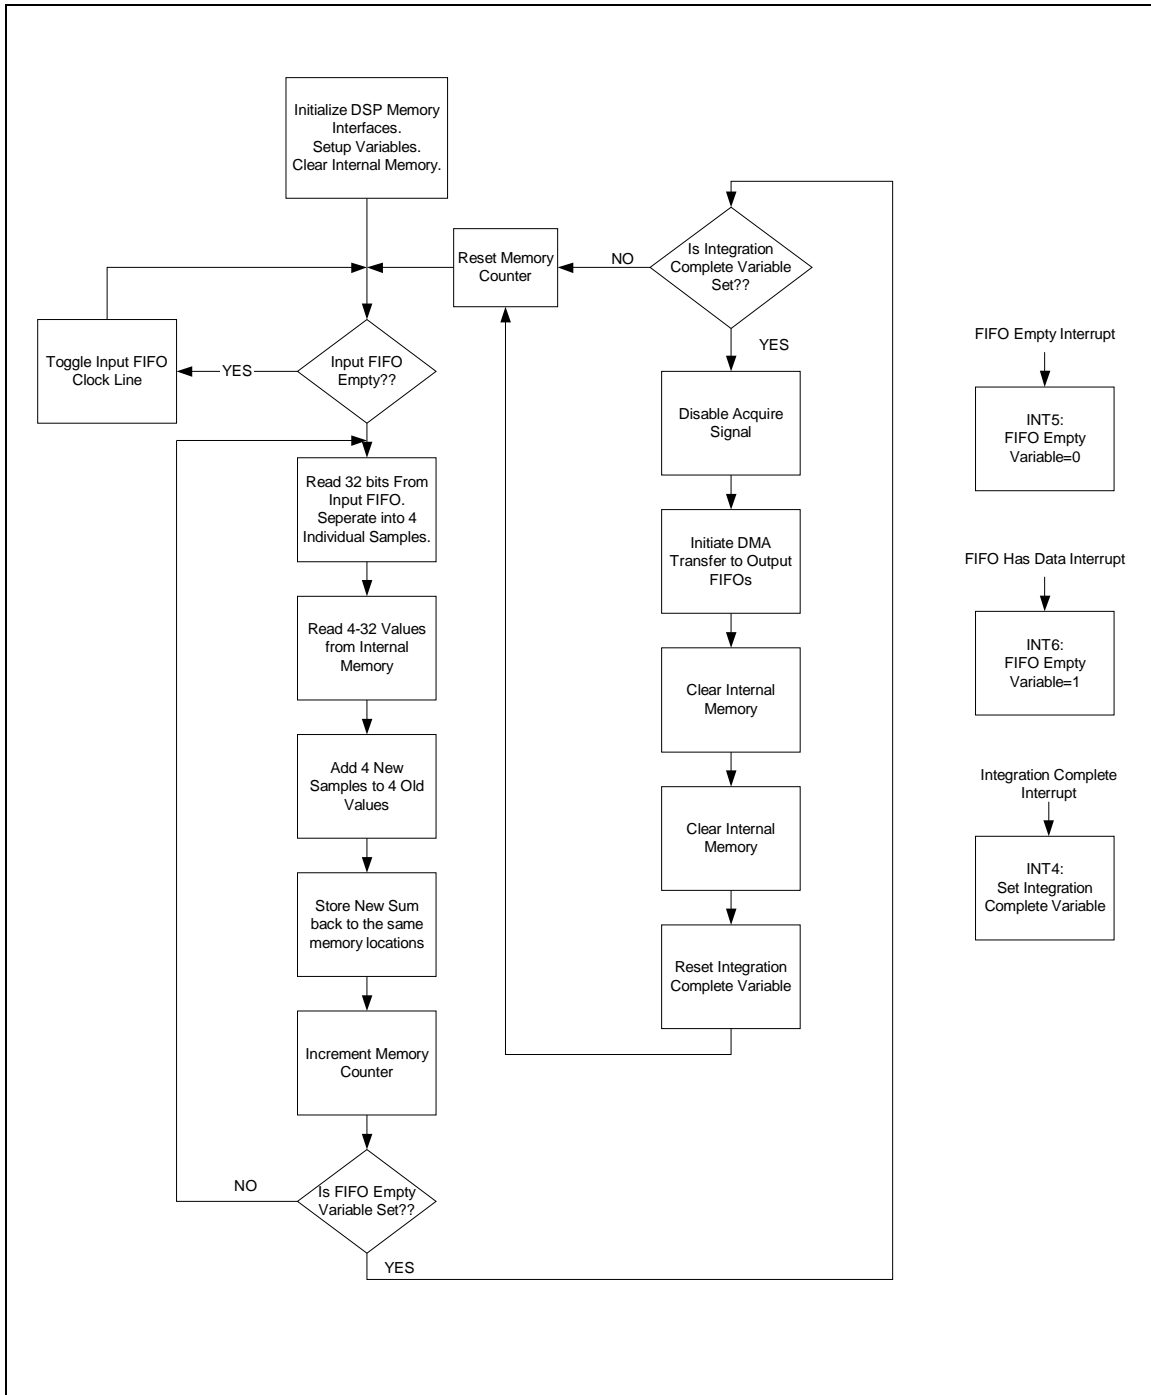 Initialize DSP Memory
Interfaces.
Setup Variables.
Clear Internal Memory.
Reset Memory
Counter
NO
Is Integration
Complete Variable
Set??
YES
Toggle Input FIFO
Clock Line
YES
Input FIFO
Empty??
Read 32 bits From
Input FIFO.
Seperate into 4
Individual Samples.
Read 4-32 Values
from Internal
Memory
Add 4 New
Samples to 4 Old
Values
Store New Sum
back to the same
memory locations
Increment Memory
Counter
NO
Is FIFO Empty
Variable Set??
YES
Disable Acquire
Signal
Initiate DMA
Transfer to Output
FIFOs
Clear Internal
Memory
Clear Internal
Memory
Reset Integration
Complete Variable
FIFO Empty Interrupt
INT5:
FIFO Empty
Variable=0
FIFO Has Data Interrupt
INT6:
FIFO Empty
Variable=1
Integration Complete
Interrupt
INT4:
Set Integration
Complete Variable